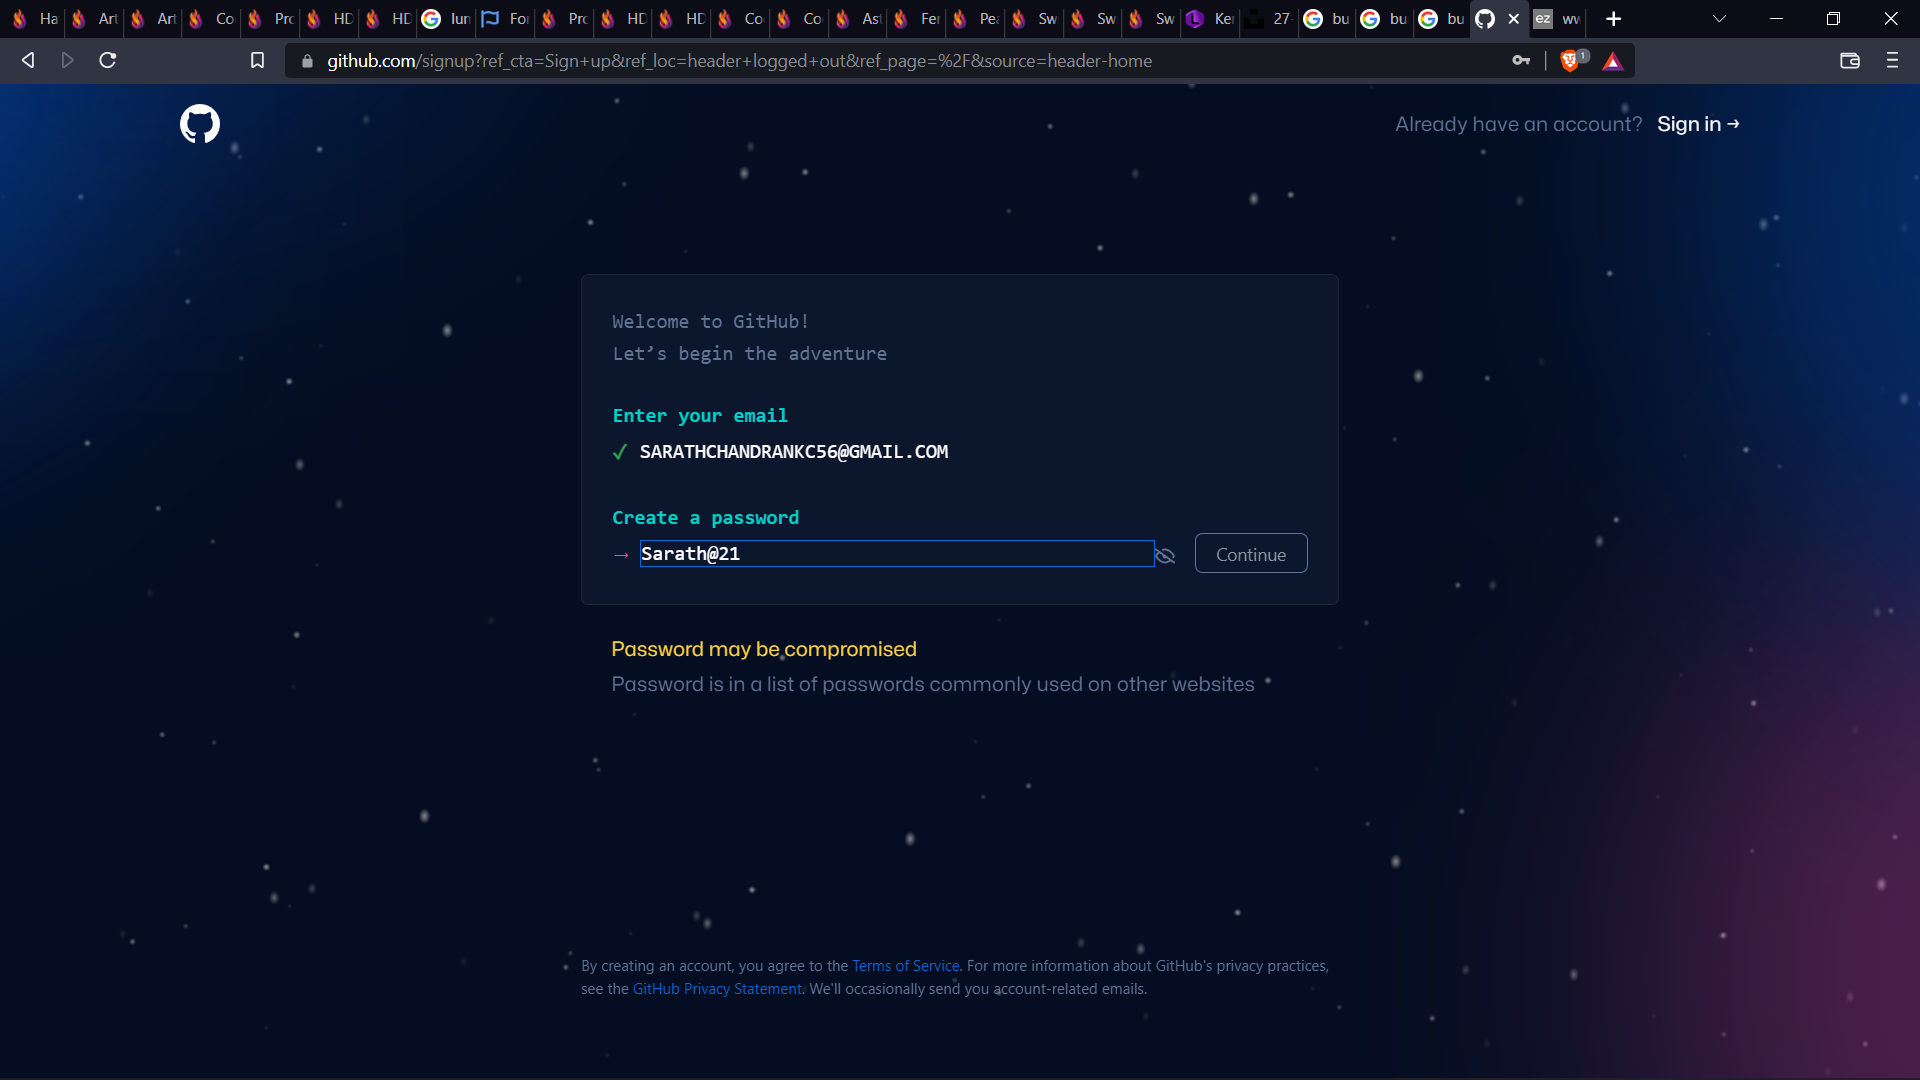 Ha
Art
Art
Co
Pro
HD
HD
lun
For
Pro
HD
HD
Co
Co
Ast
Fer
Pea
Sw
Sw
Sw
Ker
27-
bu
bu
bu
ez
ww
github.com/signup?ref_cta=Sign+up&ref_loc=header+logged+out&ref_page=%2F&source=header-home
1
Already have an account? Sign in →
Welcome to GitHub!
Let’s begin the adventure
Enter your email
✓ SARATHCHANDRANKC56@GMAIL.COM
Create a password
→ Sarath@21
Continue
Password may be compromised
Password is in a list of passwords commonly used on other websites
By creating an account, you agree to the Terms of Service. For more information about GitHub's privacy practices,
see the GitHub Privacy Statement. We'll occasionally send you account-related emails.